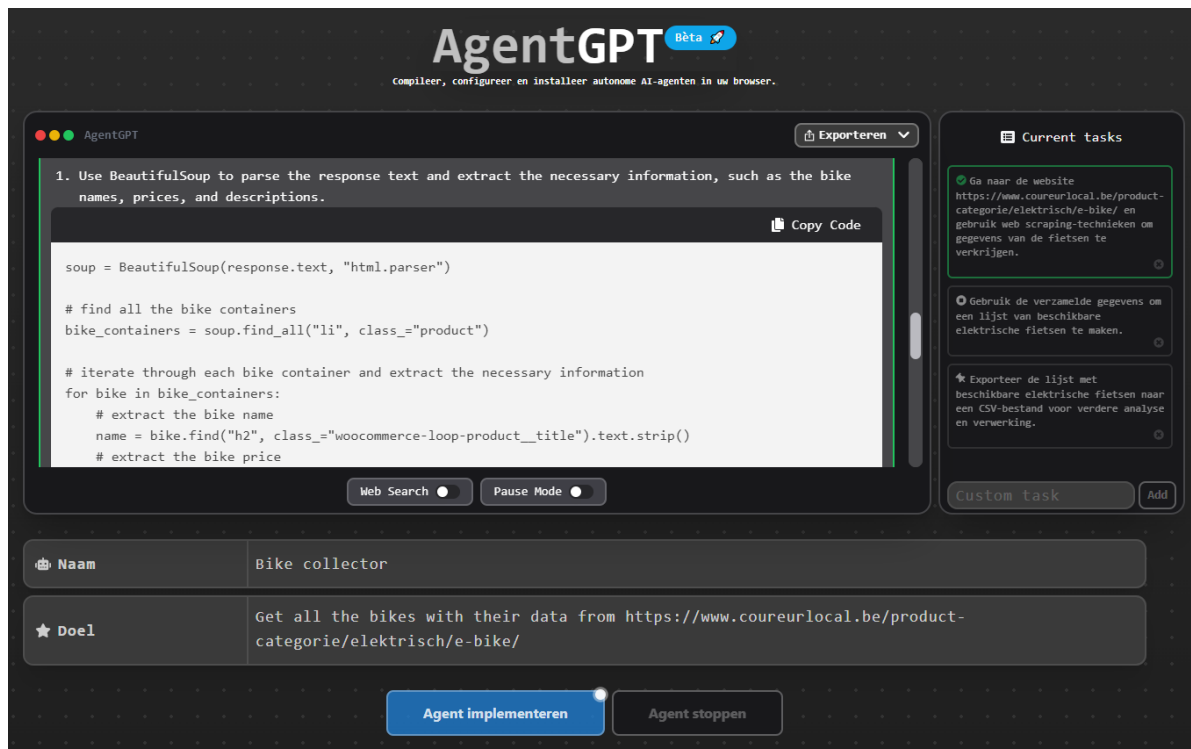 AgentGPT Bèta
Compileer, configureer en installeer autonome AI-agenten in uw browser.
AgentGPT
Exporteren
1. Use BeautifulSoup to parse the response text and extract the necessary information, such as the bike
names, prices, and descriptions.
Copy Code
soup = BeautifulSoup(response.text, "html.parser")
# find all the bike containers
bike_containers = soup.find_all("li", class_="product")
# iterate through each bike container and extract the necessary information
for bike in bike_containers:
# extract the bike name
name = bike.find("h2", class_="woocommerce-loop-product__title").text.strip()
# extract the bike price
Web Search
Pause Mode
Current tasks
Ga naar de website
https://www.coureurlocal.be/product-
categorie/elektrisch/e-bike/ en
gebruik web scraping-technieken om
gegevens van de fietsen te
verkrijgen.
Gebruik de verzamelde gegevens om
een lijst van beschikbare
elektrische fietsen te maken.
Exporteer de lijst met
beschikbare elektrische fietsen naar
een CSV-bestand voor verdere analyse
en verwerking.
Custom task
Add
Naam
Bike collector
Doel
Get all the bikes with their data from https://www.coureurlocal.be/product-
categorie/elektrisch/e-bike/
Agent implementeren
Agent stoppen